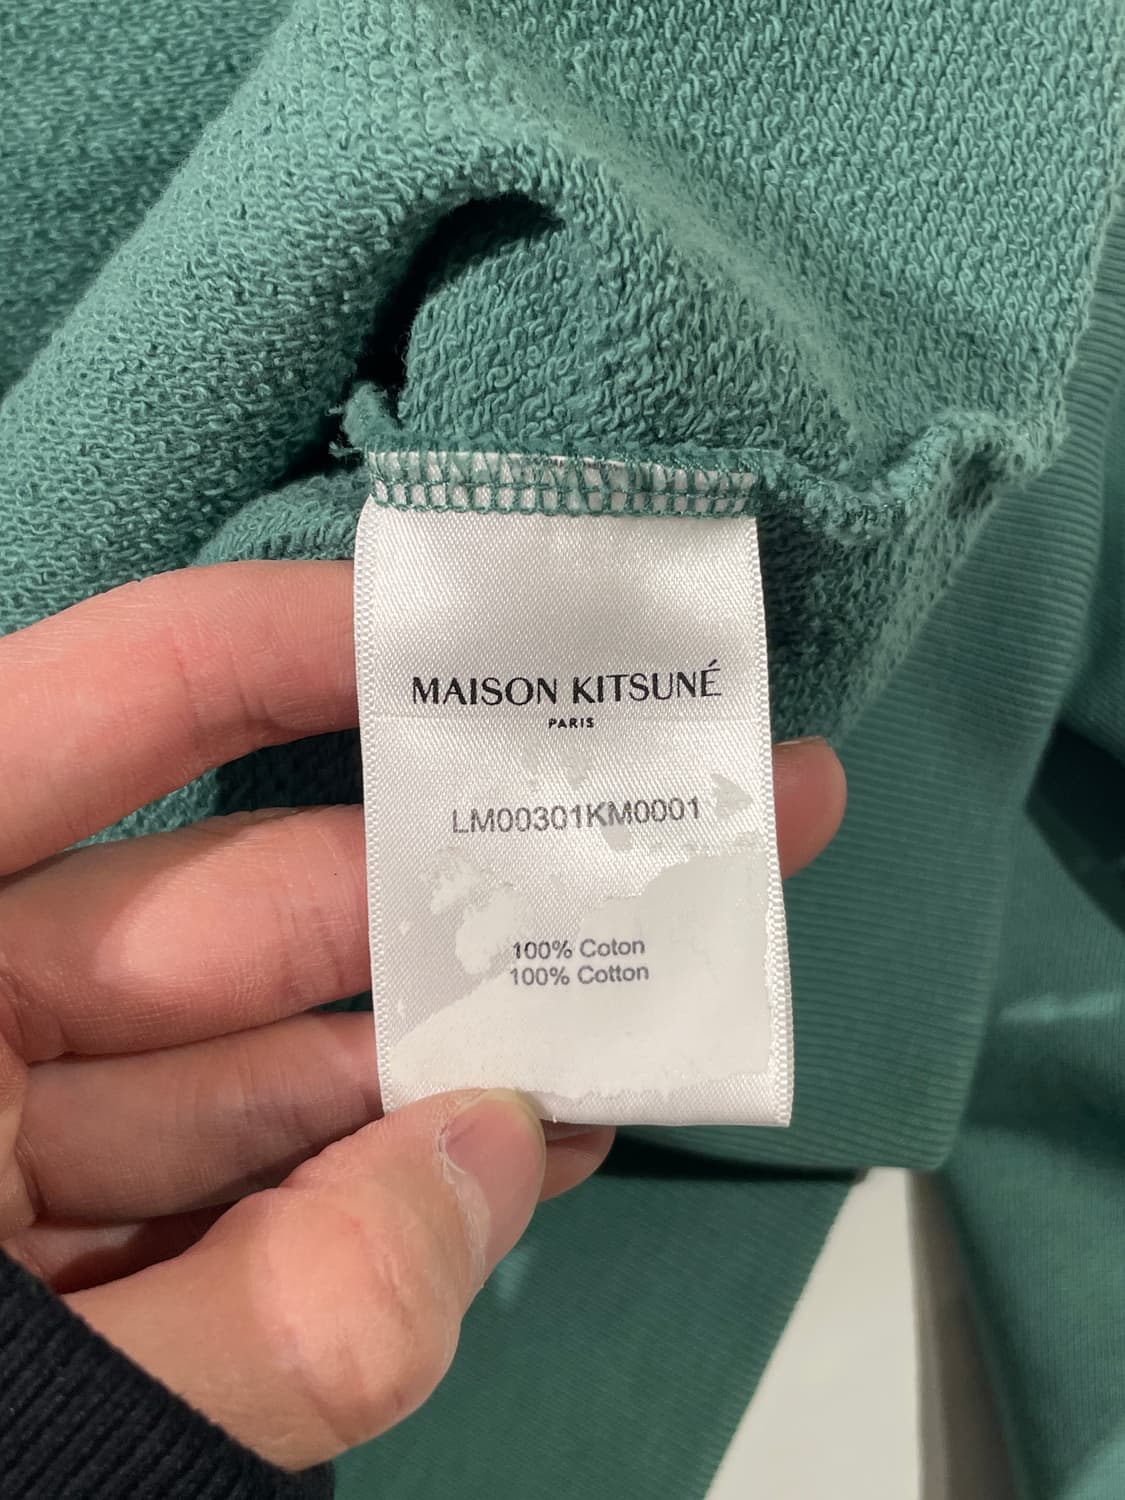 MAISON KITSUNÉ
PARIS
LM00301KM0001
100% Coton
100% Cotton